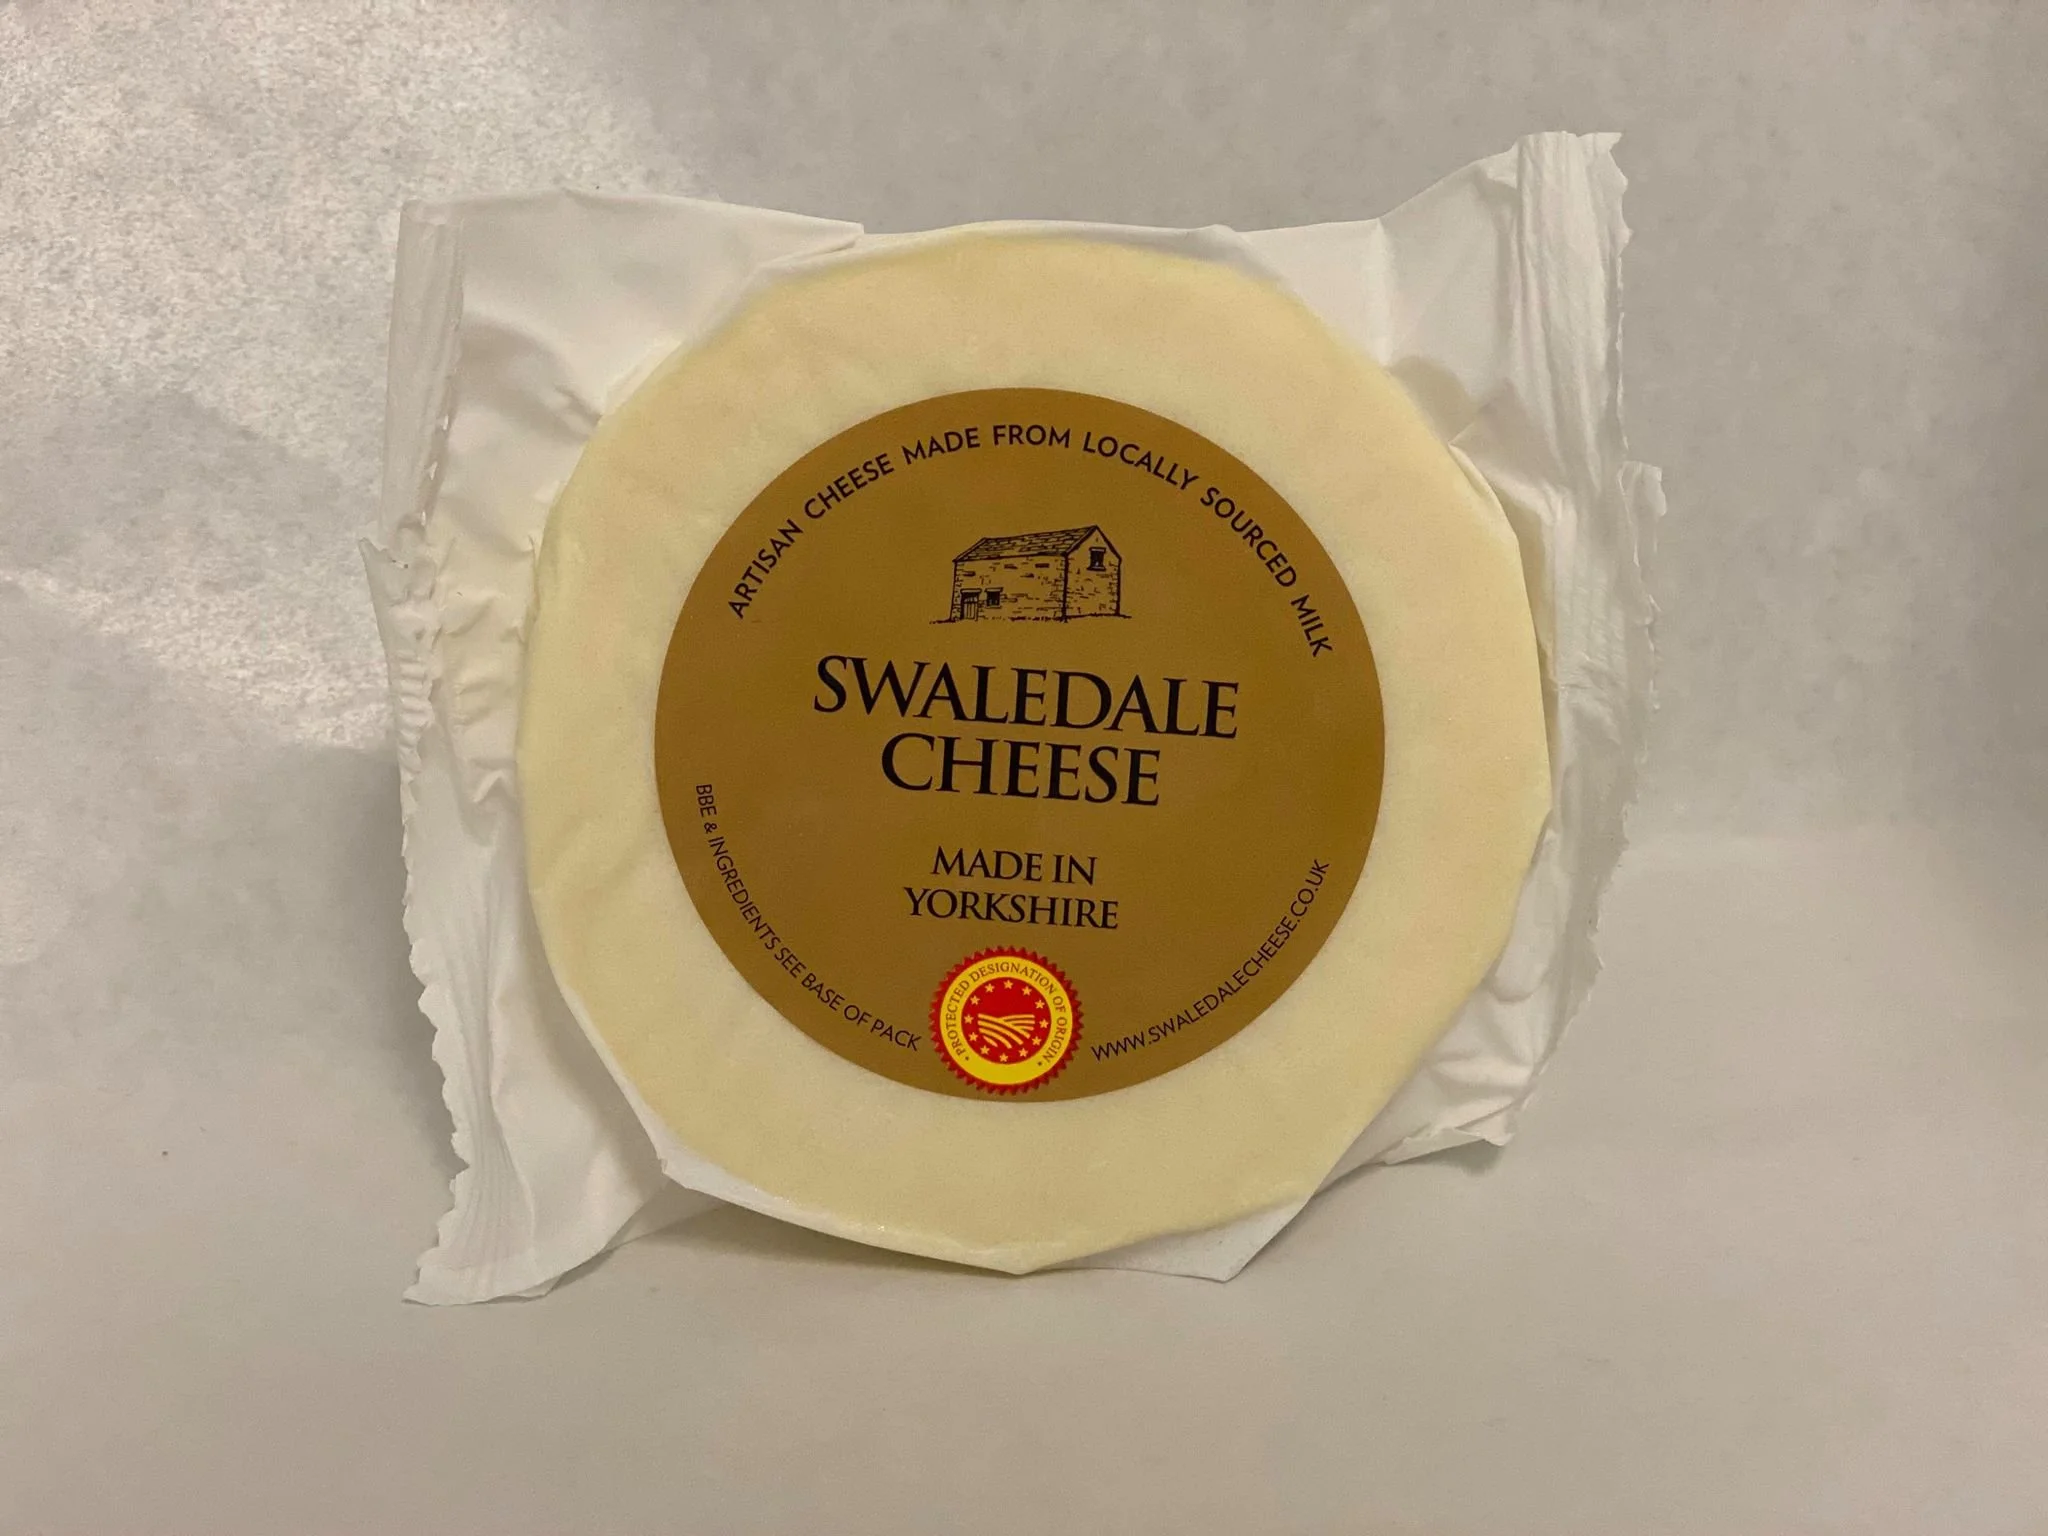 ARTISAN CHEESE MADE FROM LOCALLY SOURCED MILK
SWALEDALE
CHEESE
MADE IN
YORKSHIRE
BBE & INGREDIENTS SEE BASE OF PACK
• PROTECTED DESIGNATION OF ORIGIN •
WWW.SWALEDALECHEESE.CO.UK